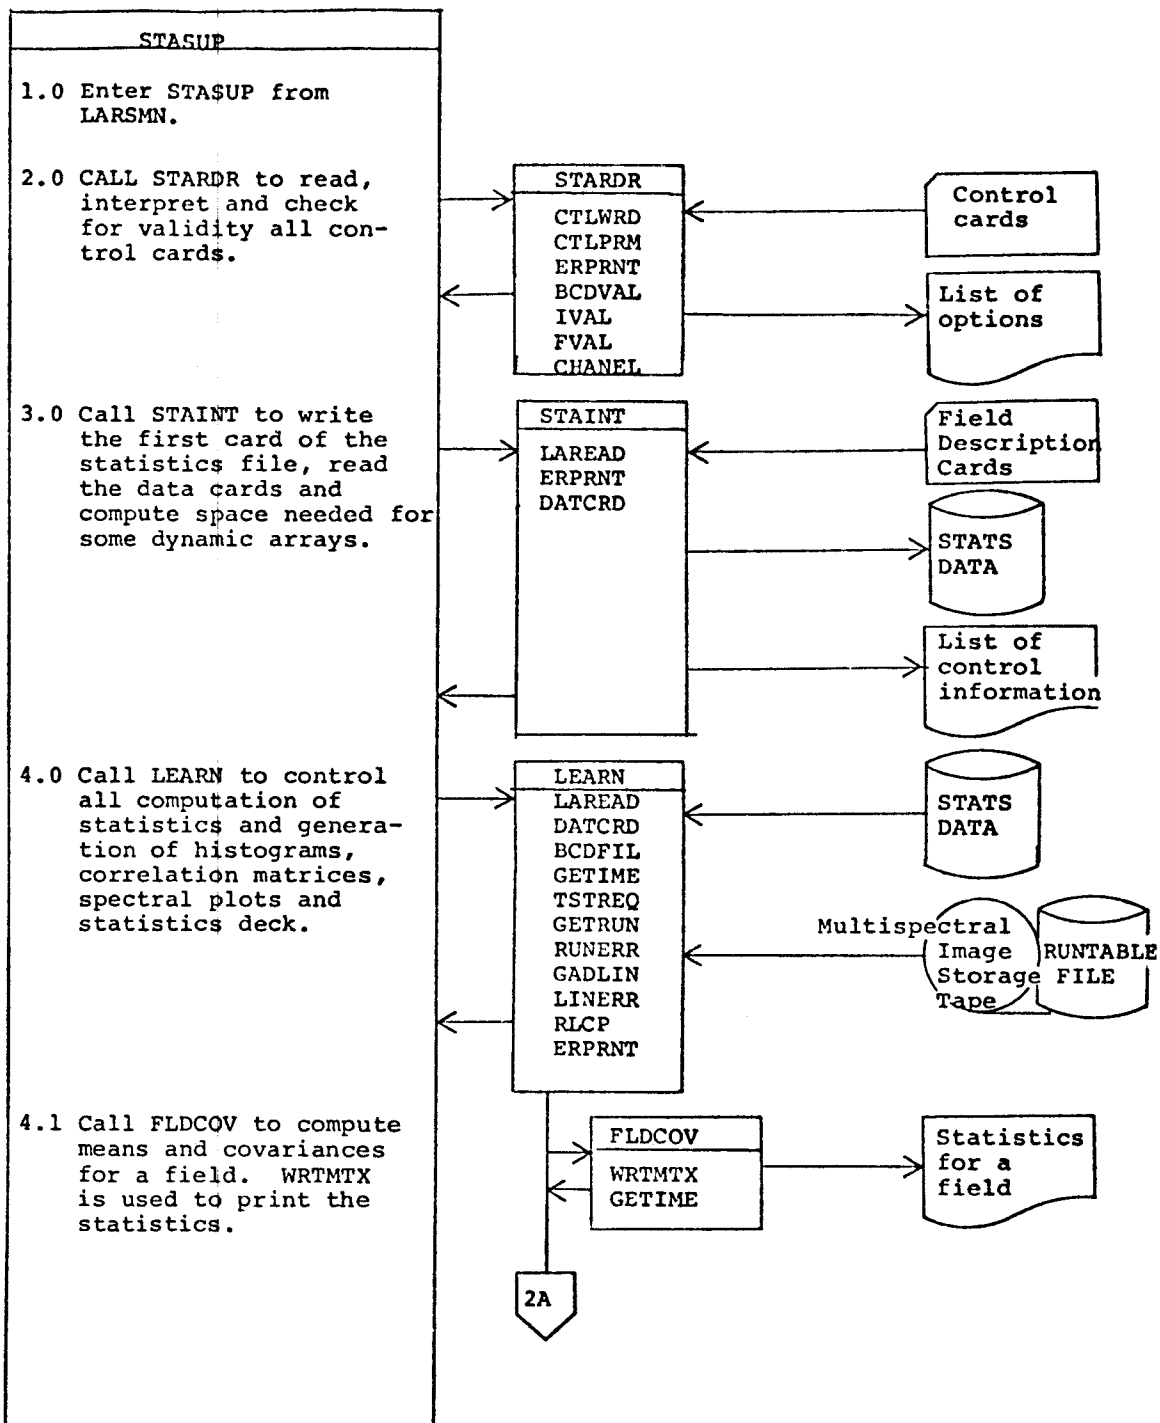 STASUP
1.0 Enter STASUP from
LARSMN.
2.0 CALL STARDR to read,
interpret and check
for validity all con-
trol cards.
STARDR
CTLWRD
CTLPRM
ERPRNT
BCDVAL
IVAL
FVAL
CHANEL
Control
cards
List of
options
3.0 Call STAINT to write
the first card of the
statistics file, read
the data cards and
compute space needed for
some dynamic arrays.
STAINT
LAREAD
ERPRNT
DATCRD
Field
Description
Cards
STATS
DATA
List of
control
information
4.0 Call LEARN to control
all computation of
statistics and genera-
tion of histograms,
correlation matrices,
spectral plots and
statistics deck.
LEARN
LAREAD
DATCRD
BCDFIL
GETIME
TSTREQ
GETRUN
RUNERR
GADLIN
LINERR
RLCP
ERPRNT
STATS
DATA
Multispectral
Image
Storage
Tape
RUNTABLE
FILE
4.1 Call FLDCOV to compute
means and covariances
for a field. WRTMTX
is used to print the
statistics.
FLDCOV
WRTMTX
GETIME
Statistics
for a
field
2A